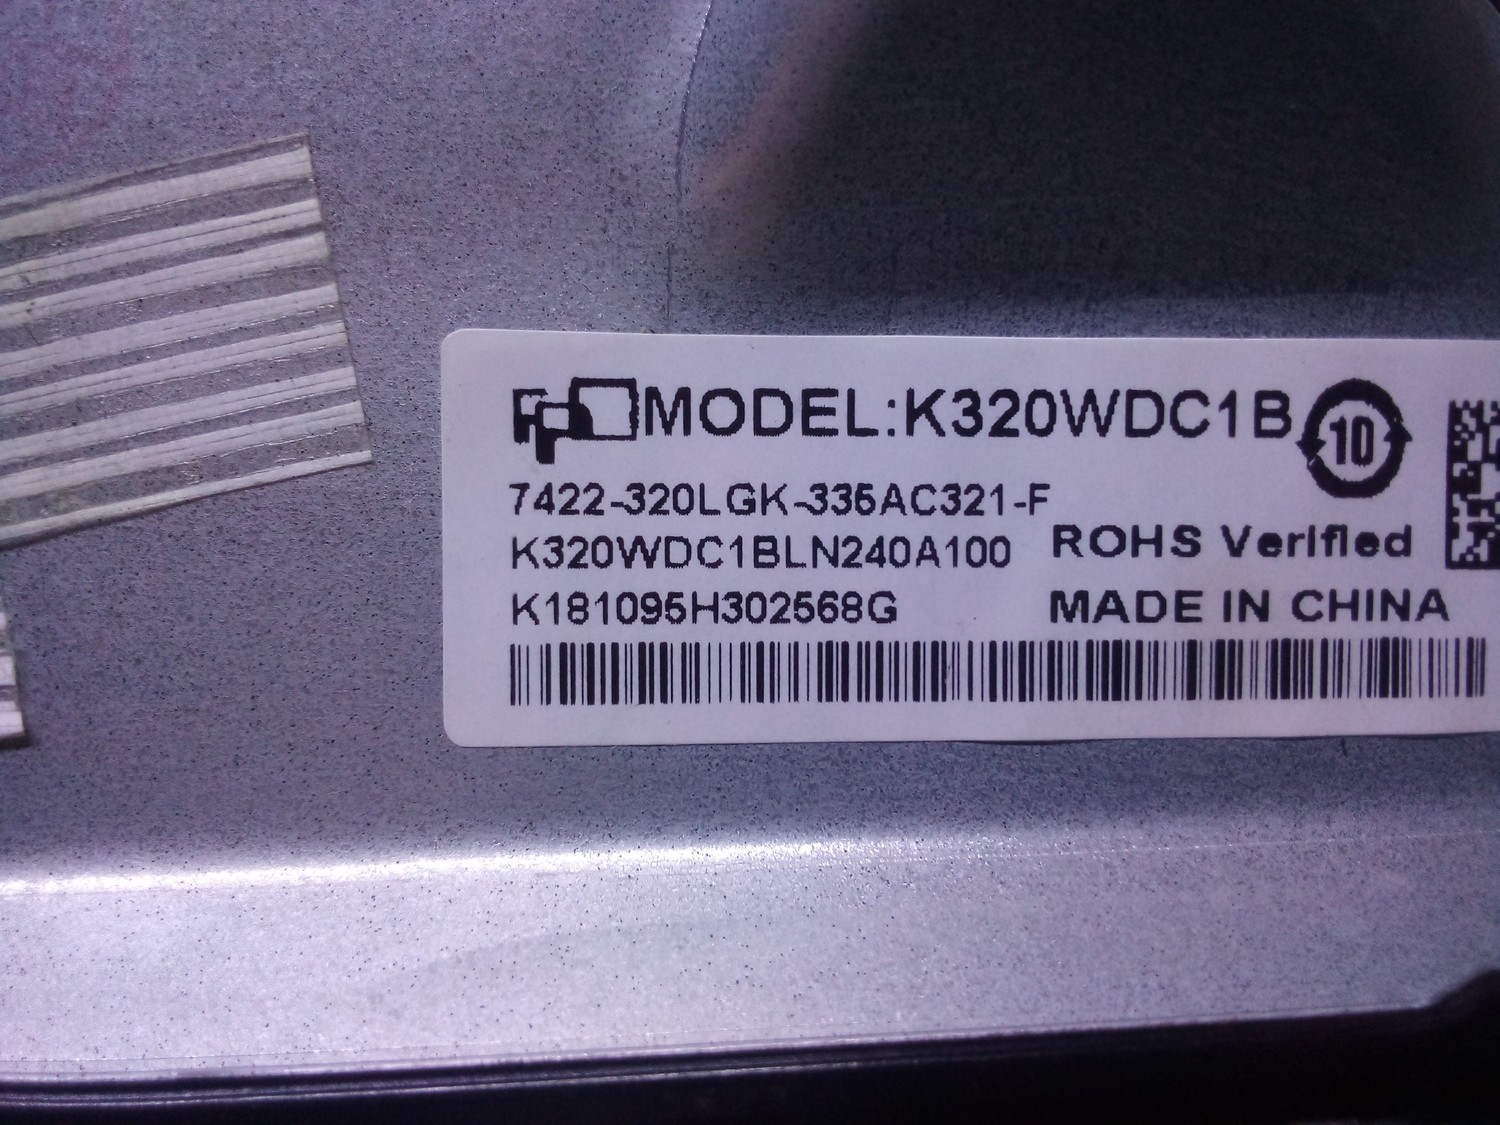 MODEL:K320WDC1B
10
7422-320LGK-335AC321-F
K320WDC1BLN240A100
ROHS Verified
K181095H302568G
MADE IN CHINA